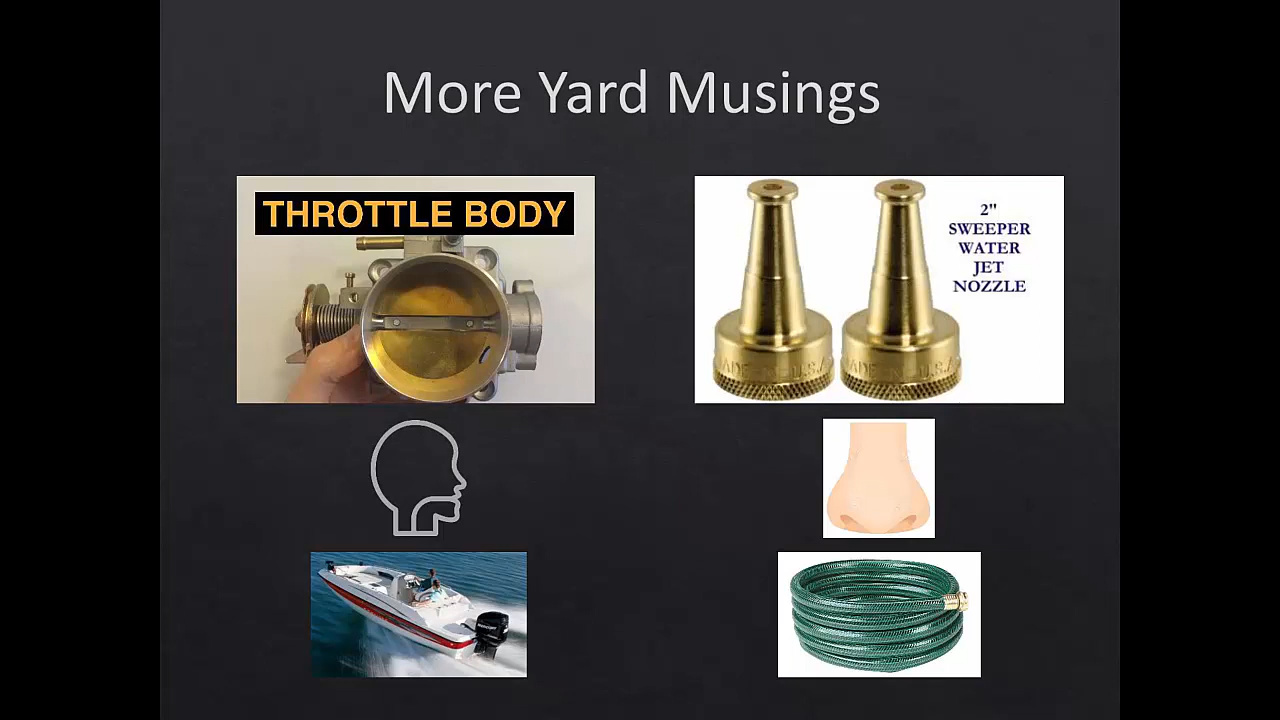 More Yard Musings
THROTTLE BODY
2"
SWEEPER
WATER
JET
NOZZLE